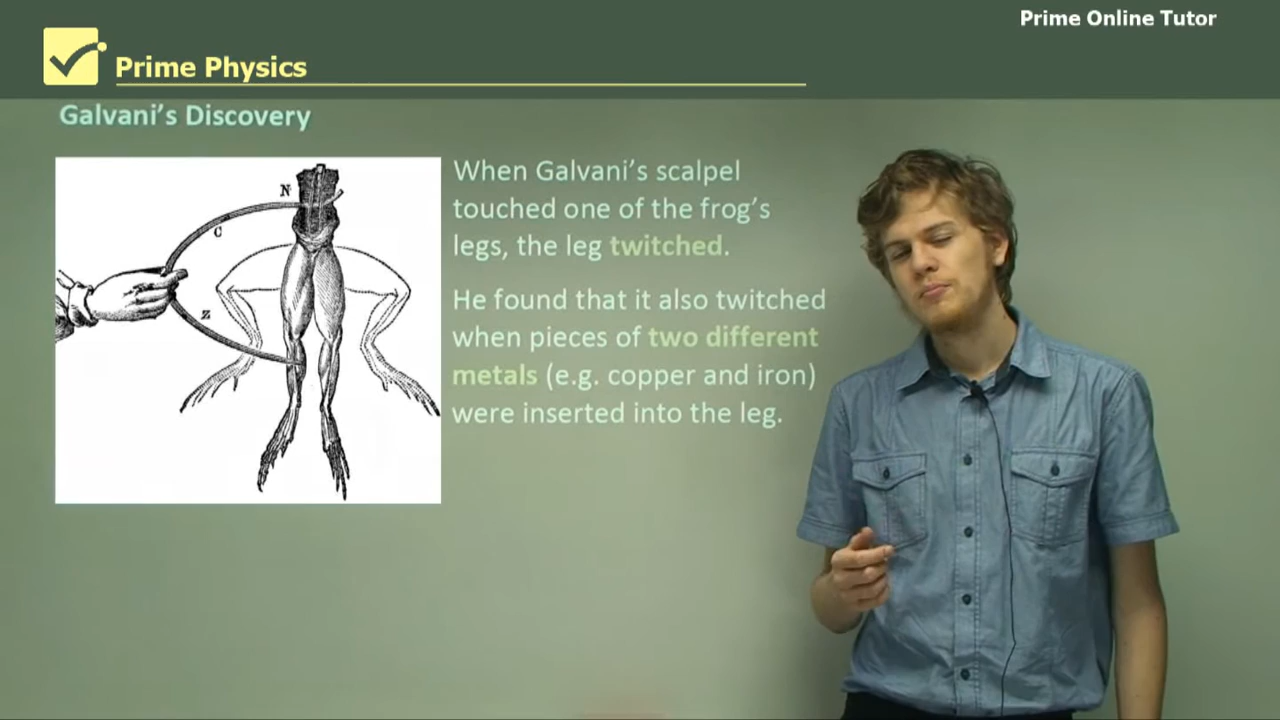 Prime Online Tutor
Prime Physics
Galvani's Discovery
N
C
Z
When Galvani's scalpel
touched one of the frog's
legs, the leg twitched.
He found that it also twitched
when pieces of two different
metals (e.g. copper and iron)
were inserted into the leg.